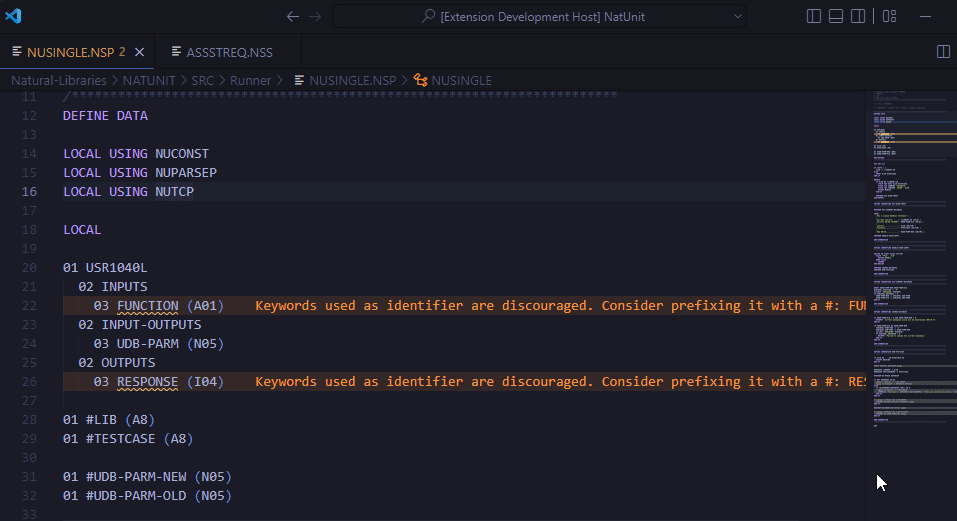 [Extension Development Host] NatUnit
NUSINGLE.NSP 2
ASSSTREQ.NSS
Natural-Libraries > NATUNIT > SRC > Runner > NUSINGLE.NSP > NUSINGLE
11 /***********************************************************************
12 DEFINE DATA
13
14 LOCAL USING NUCONST
15 LOCAL USING NUPARSEP
16 LOCAL USING NUTCP
17
18 LOCAL
19
20 01 USR1040L
21 02 INPUTS
22 03 FUNCTION (A01) Keywords used as identifier are discouraged. Consider prefixing it with a #: FU
23 02 INPUT-OUTPUTS
24 03 UDB-PARM (N05)
25 02 OUTPUTS
26 03 RESPONSE (I04) Keywords used as identifier are discouraged. Consider prefixing it with a #: RES
27
28 01 #LIB (A8)
29 01 #TESTCASE (A8)
30
31 01 #UDB-PARM-NEW (N05)
32 01 #UDB-PARM-OLD (N05)
33